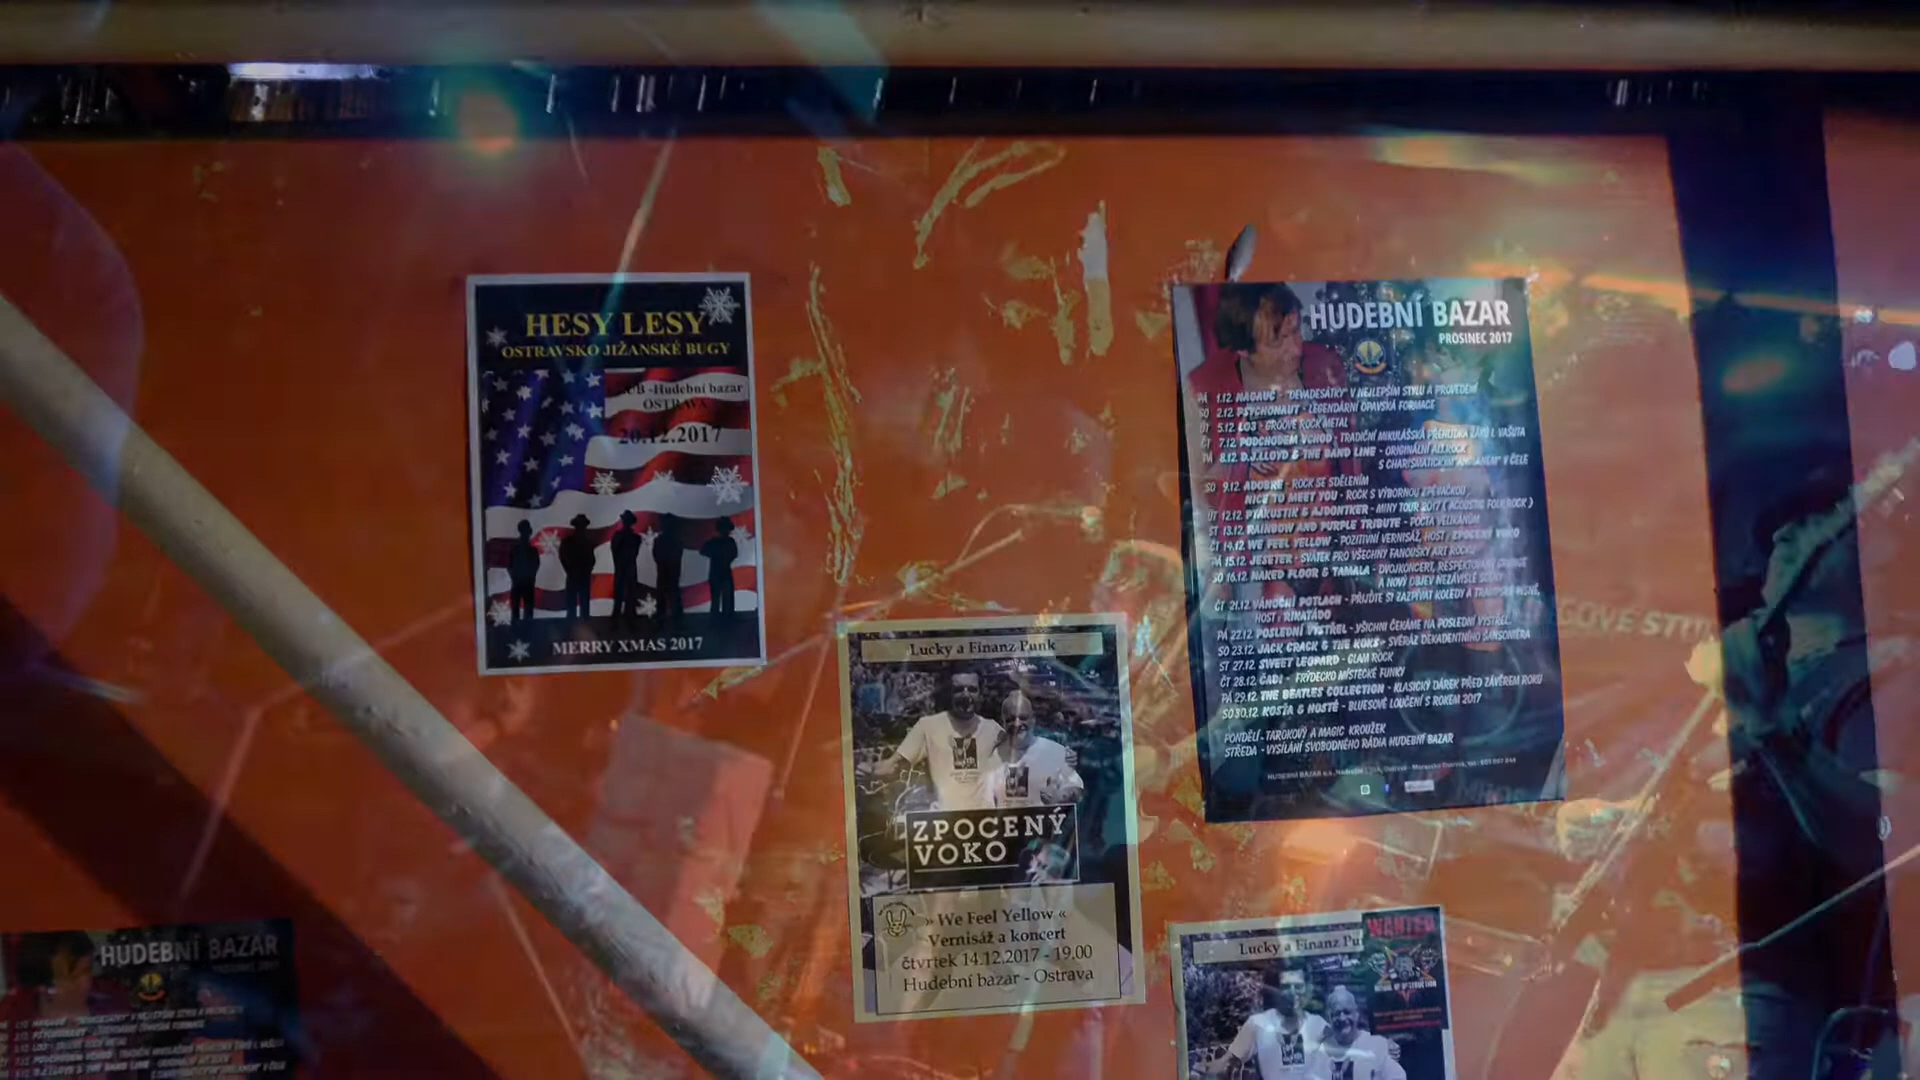 HESY LESY
OSTRAVSKO JIŽANSKÉ BUGY
-Hudební bazar
OSTRAVA
20.12.2017
MERRY XMAS 2017
Lucky a Finanz Punk
ZPOCENÝ
VOKO
» We Feel Yellow «
Vernisáž a koncert
čtvrtek 14.12.2017 - 19,00
Hudební bazar - Ostrava
HUDEBNÍ BAZAR
PROSINEC 2017
PÁ 1.12. NAGAUČ - "DEVADESÁTKY" V NEJLEPŠÍM STYLU A PROVEDENÍ
SO 2.12. PSYCHONAUT - LEGENDÁRNÍ OPAVSKÁ FORMACE
ÚT 5.12. LO3 - GROOVE ROCK METAL
ČT 7.12. PODCHODEM VCHOD - TRADIČNÍ MIKULÁŠSKÁ PŘEHLÍDKA ŽÁKŮ I. VAŠUTA
PÁ 8.12. D.J.LLOYD & THE BAND LINE - ORIGINÁLNÍ ALT.ROCK
S CHARISMATICKÝM V ČELE
SO 9.12. ADOBRE - ROCK SE SDĚLENÍM
NICE TO MEET YOU - ROCK S VÝBORNOU ZPĚVAČKOU
ÚT 12.12. PTAKUSTIK & AJDONTKER - MINY TOUR 2017 ( ACOUSTIC FOLK ROCK )
ST 13.12. RAINBOW AND PURPLE TRIBUTE - POCTA VELIKÁNŮM
ČT 14.12. WE FEEL YELLOW - POZITIVNÍ VERNISÁŽ, HOST: ZPOCENÝ VOKO
PÁ 15.12. JESETER - SVÁTEK PRO VŠECHNY FANOUŠKY ART ROCKU
SO 16.12. NAKED FLOOR & TAMALA - DVOJKONCERT, RESPEKTOVANÍ
A NOVÝ OBJEV NEZÁVISLÉ SCÉNY
ČT 21.12. VÁNOČNÍ POTLACH - PŘIJĎTE SI ZAZPÍVAT KOLEDY A TRAMPSKÉ PÍSNĚ,
HOST: RIKATÁDO
PÁ 22.12. POSLEDNÍ VÝSTŘEL - VŠICHNI ČEKÁME NA POSLEDNÍ VÝSTŘEL
SO 23.12. JACK CRACK & THE KOKS - SVÉRÁZ DEKADENTNÍHO ŠANSONIÉRA
ST 27.12. SWEET LEOPARD - GLAM ROCK
ČT 28.12. ČADI - FRÝDECKO MÍSTECKÉ FUNKY
PÁ 29.12. THE BEATLES COLLECTION - KLASICKÝ DÁREK PŘED ZÁVĚREM ROKU
SO 30.12. KOSŤA & HOSTÉ - BLUESOVÉ LOUČENÍ S ROKEM 2017
PONDĚLÍ - TAROKOVÝ A MAGIC KROUŽEK
STŘEDA - VYSÍLÁNÍ SVOBODNÉHO RÁDIA HUDEBNÍ BAZAR
HUDEBNÍ BAZAR
Lucky a Finanz Pu
WANTED